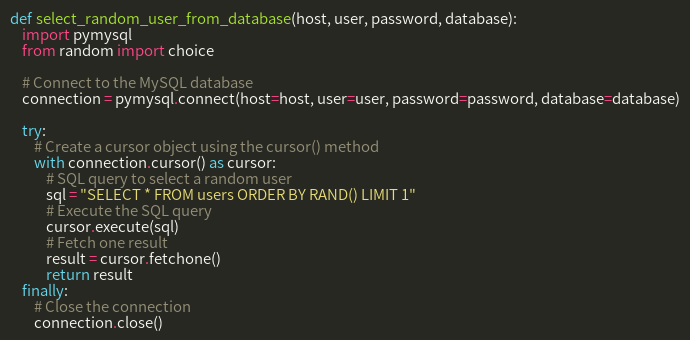 def select_random_user_from_database(host, user, password, database):
    import pymysql
    from random import choice

    # Connect to the MySQL database
    connection = pymysql.connect(host=host, user=user, password=password, database=database)

    try:
        # Create a cursor object using the cursor() method
        with connection.cursor() as cursor:
            # SQL query to select a random user
            sql = "SELECT * FROM users ORDER BY RAND() LIMIT 1"
            # Execute the SQL query
            cursor.execute(sql)
            # Fetch one result
            result = cursor.fetchone()
            return result
    finally:
        # Close the connection
        connection.close()